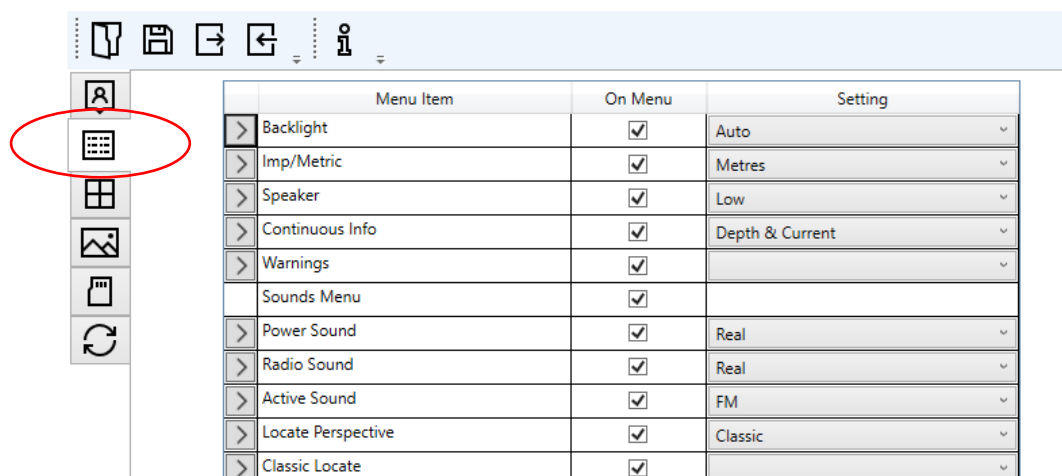 Menu Item On Menu Setting
Backlight Auto
Imp/Metric Metres
Speaker Low
Continuous Info Depth & Current
Warnings
Sounds Menu
Power Sound Real
Radio Sound Real
Active Sound FM
Locate Perspective Classic
Classic Locate